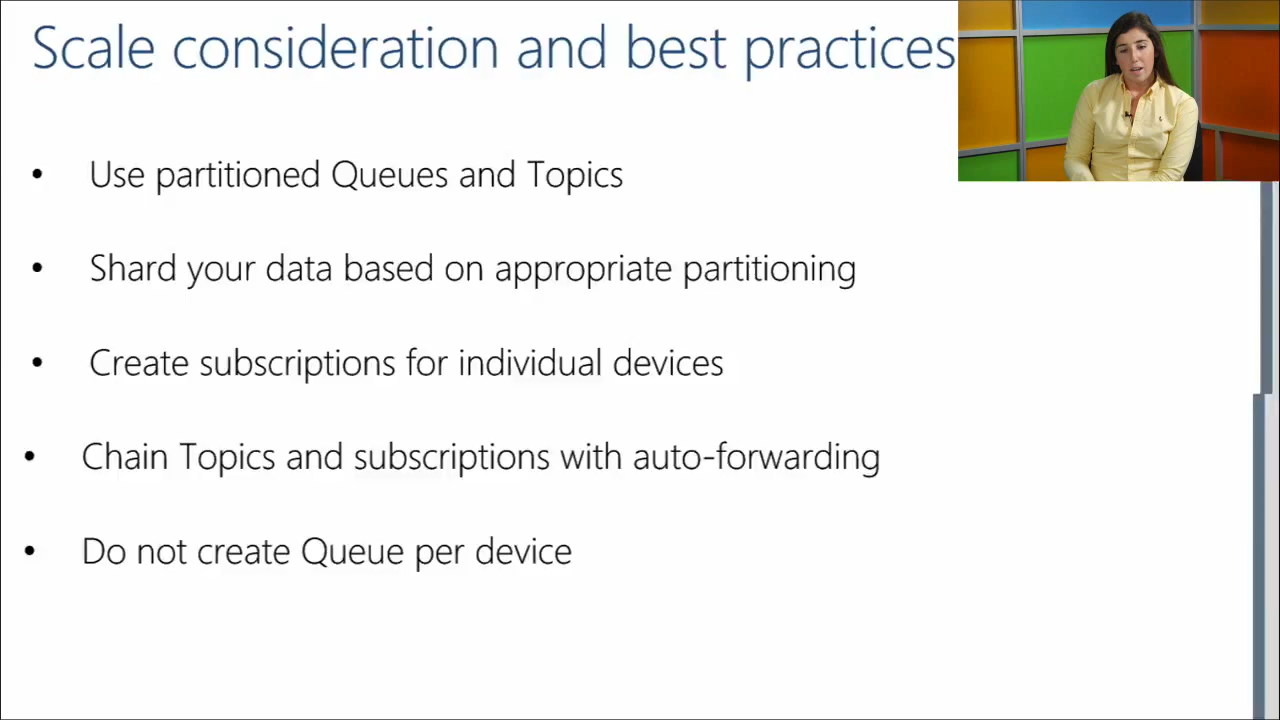 Scale consideration and best practices
• Use partitioned Queues and Topics
• Shard your data based on appropriate partitioning
• Create subscriptions for individual devices
• Chain Topics and subscriptions with auto-forwarding
• Do not create Queue per device